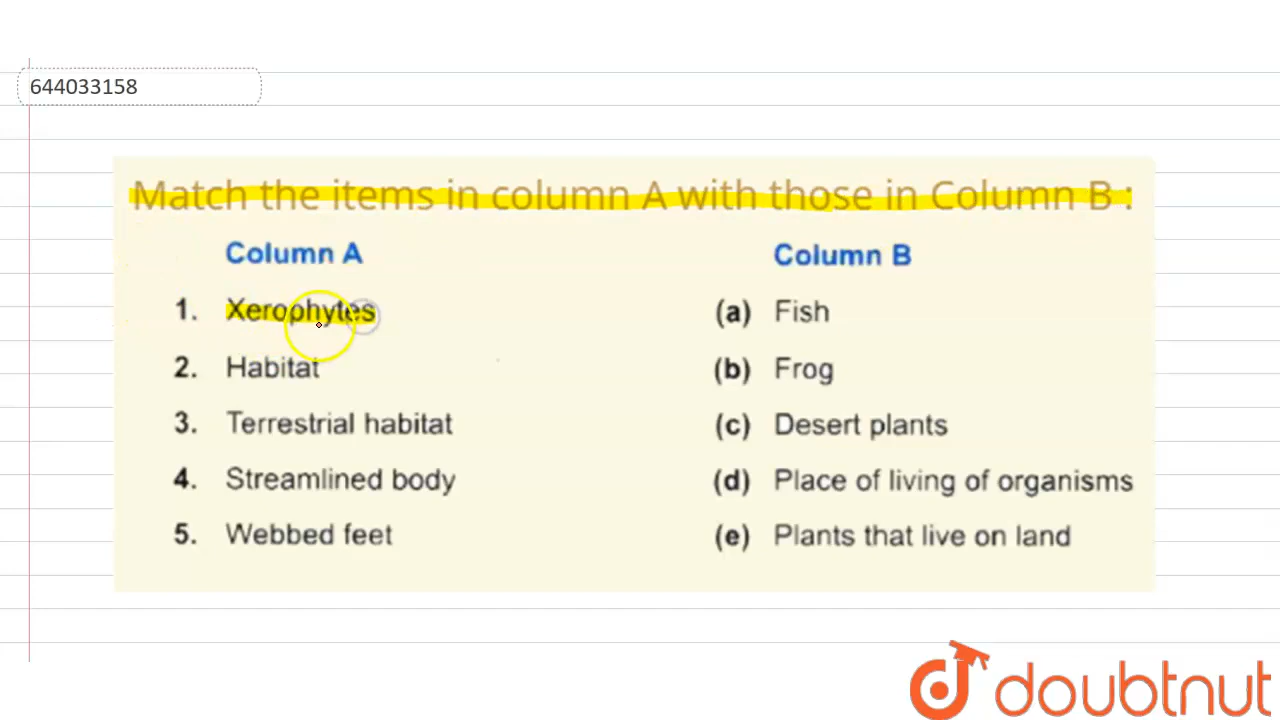 644033158
Match the items in column A with those in Column B :
Column A Column B
1. Xerophytes (a) Fish
2. Habitat (b) Frog
3. Terrestrial habitat (c) Desert plants
4. Streamlined body (d) Place of living of organisms
5. Webbed feet (e) Plants that live on land
doubtnut